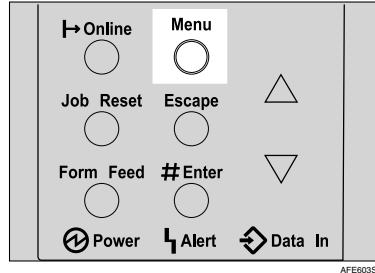 Online Menu
Job Reset Escape
Form Feed #Enter
Power Alert Data In
AFE603S